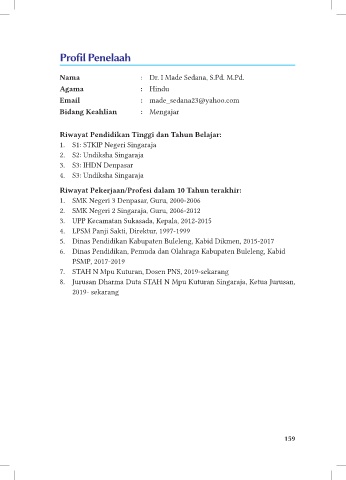 Profil Penelaah
Nama : Dr. I Made Sedana, S.Pd. M.Pd.
Agama : Hindu
Email : made_sedana23@yahoo.com
Bidang Keahlian : Mengajar
Riwayat Pendidikan Tinggi dan Tahun Belajar:
1. S1: STKIP Negeri Singaraja
2. S2: Undiksha Singaraja
3. S3: IHDN Denpasar
4. S3: Undiksha Singaraja
Riwayat Pekerjaan/Profesi dalam 10 Tahun terakhir:
1. SMK Negeri 3 Denpasar, Guru, 2000-2006
2. SMK Negeri 2 Singaraja, Guru, 2006-2012
3. UPP Kecamatan Sukasada, Kepala, 2012-2015
4. LPSM Panji Sakti, Direktur, 1997-1999
5. Dinas Pendidikan Kabupaten Buleleng, Kabid Dikmen, 2015-2017
6. Dinas Pendidikan, Pemuda dan Olahraga Kabupaten Buleleng, Kabid
PSMP, 2017-2019
7. STAH N Mpu Kuturan, Dosen PNS, 2019-sekarang
8. Jurusan Dharma Duta STAH N Mpu Kuturan Singaraja, Ketua Jurusan,
2019- sekarang
159